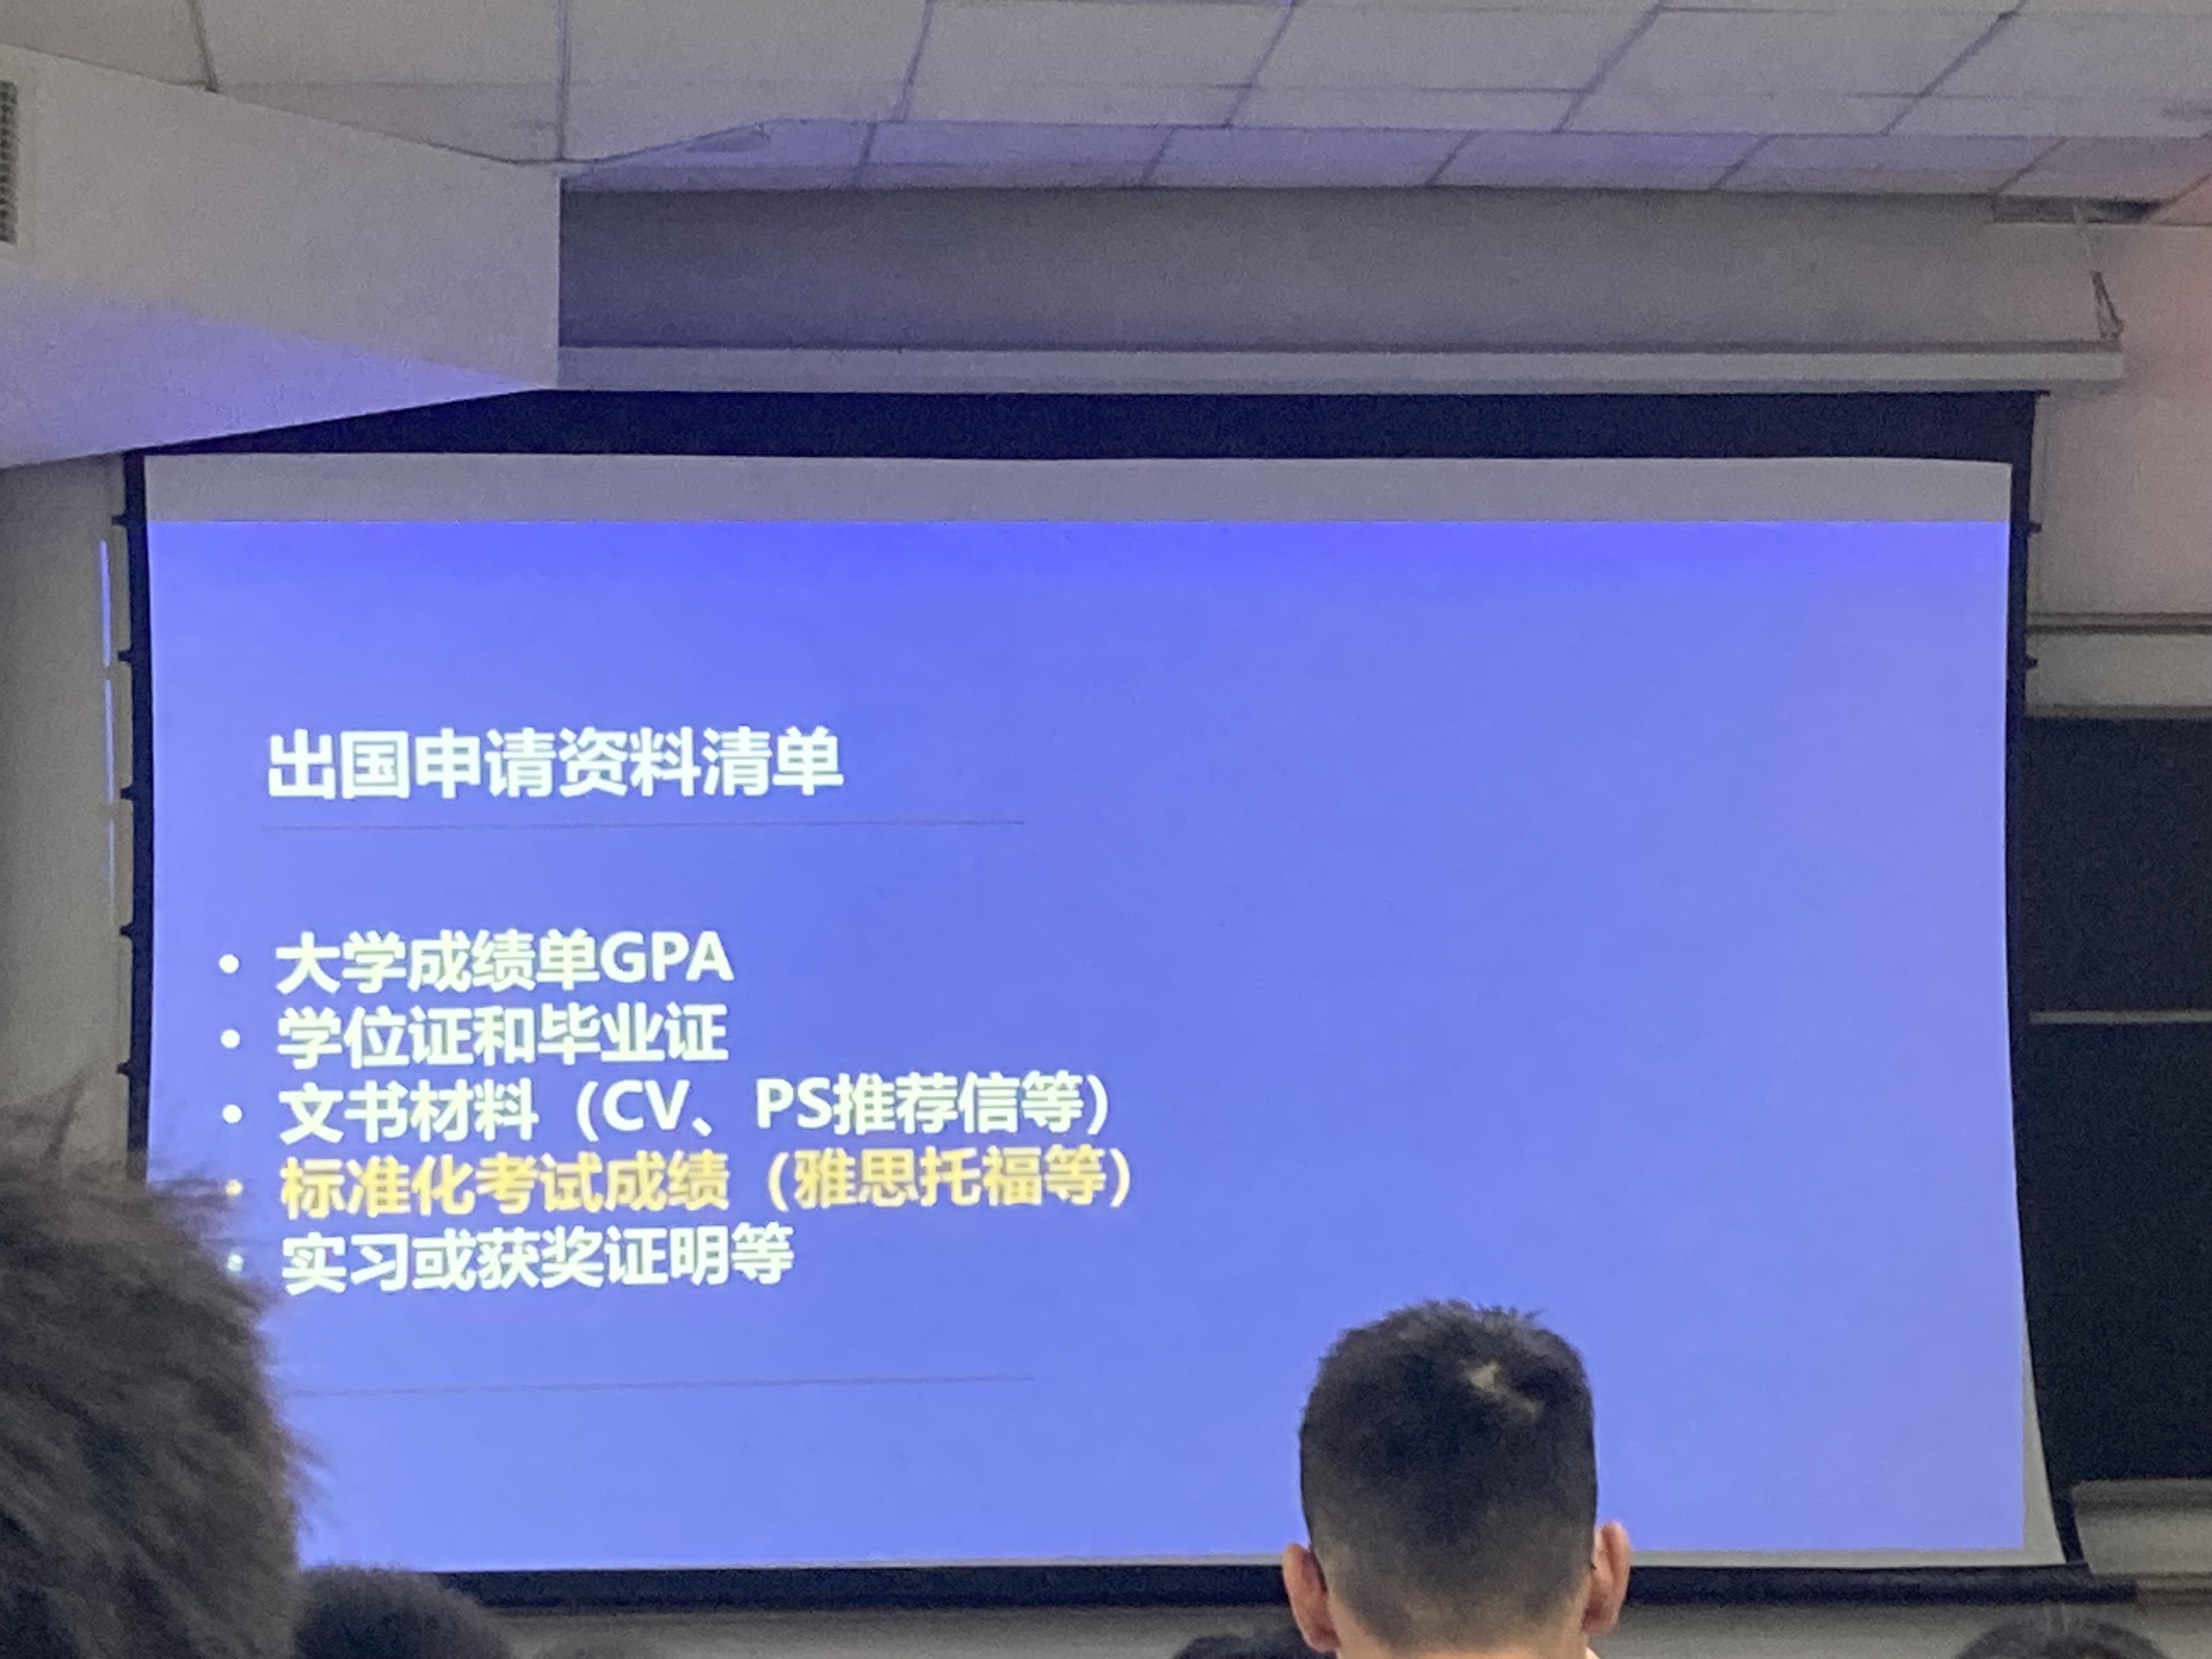 出国申请资料清单
• 大学成绩单GPA
• 学位证和毕业证
• 文书材料（CV、PS推荐信等）
• 标准化考试成绩（雅思托福等）
• 实习或获奖证明等